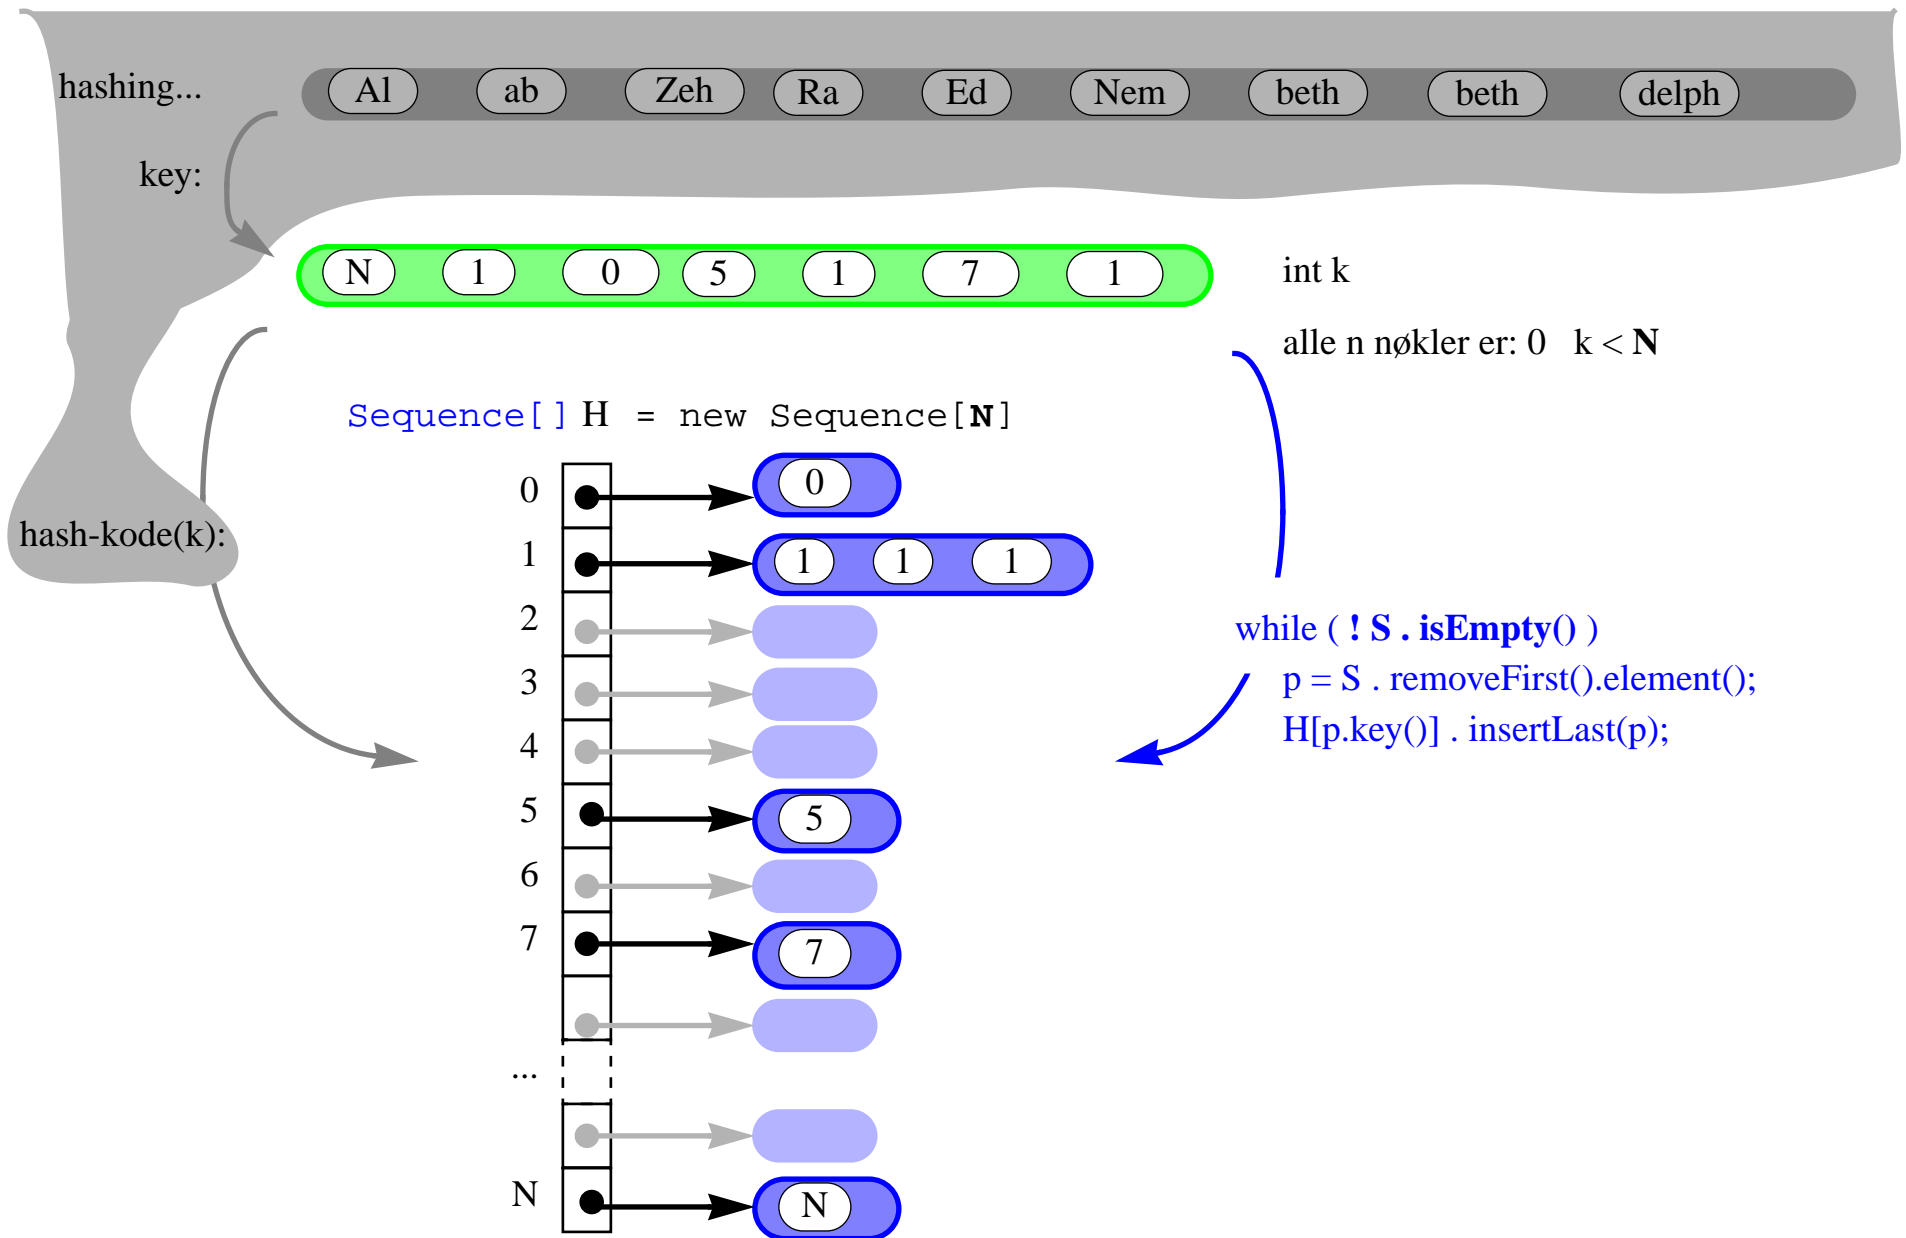 hashing... Al ab Zeh Ra Ed Nem beth beth delph
key:
N 1 0 5 1 7 1 int k
alle n nøkler er: 0 k < N
Sequence[] H = new Sequence[N]
0 0
hash-kode(k):
1 1 1 1
2
while ( ! S . isEmpty() )
3
p = S . removeFirst().element();
4
H[p.key()] . insertLast(p);
5 5
6
7 7
...
N N